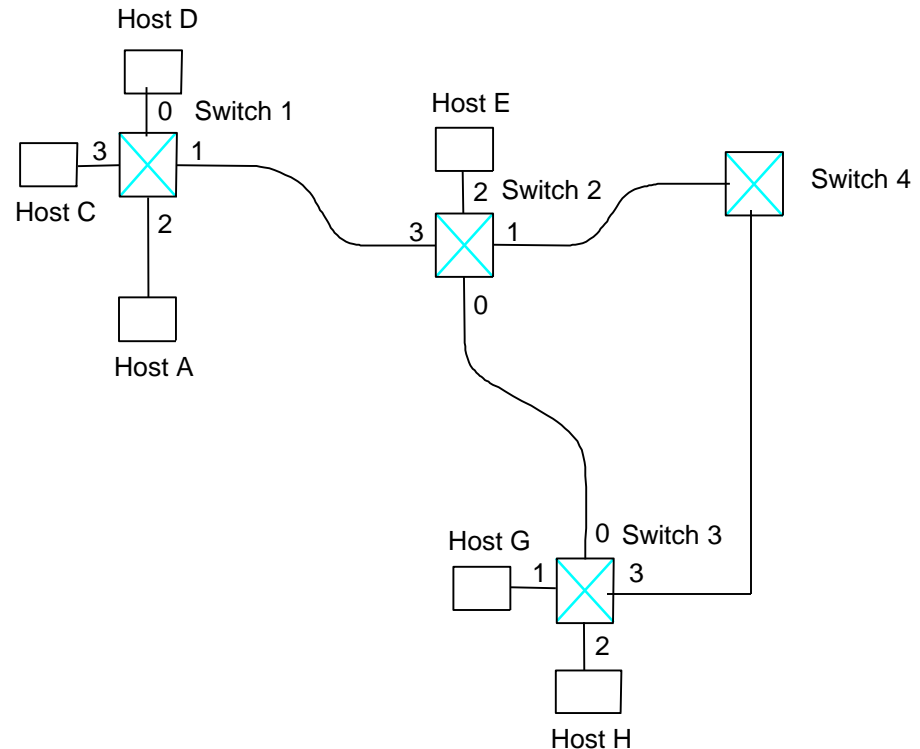 Host D
0
Switch 1
3
1
Host C
2
Host A
Host E
2
Switch 2
3
1
0
Switch 4
0
Switch 3
Host G
1
3
2
Host H